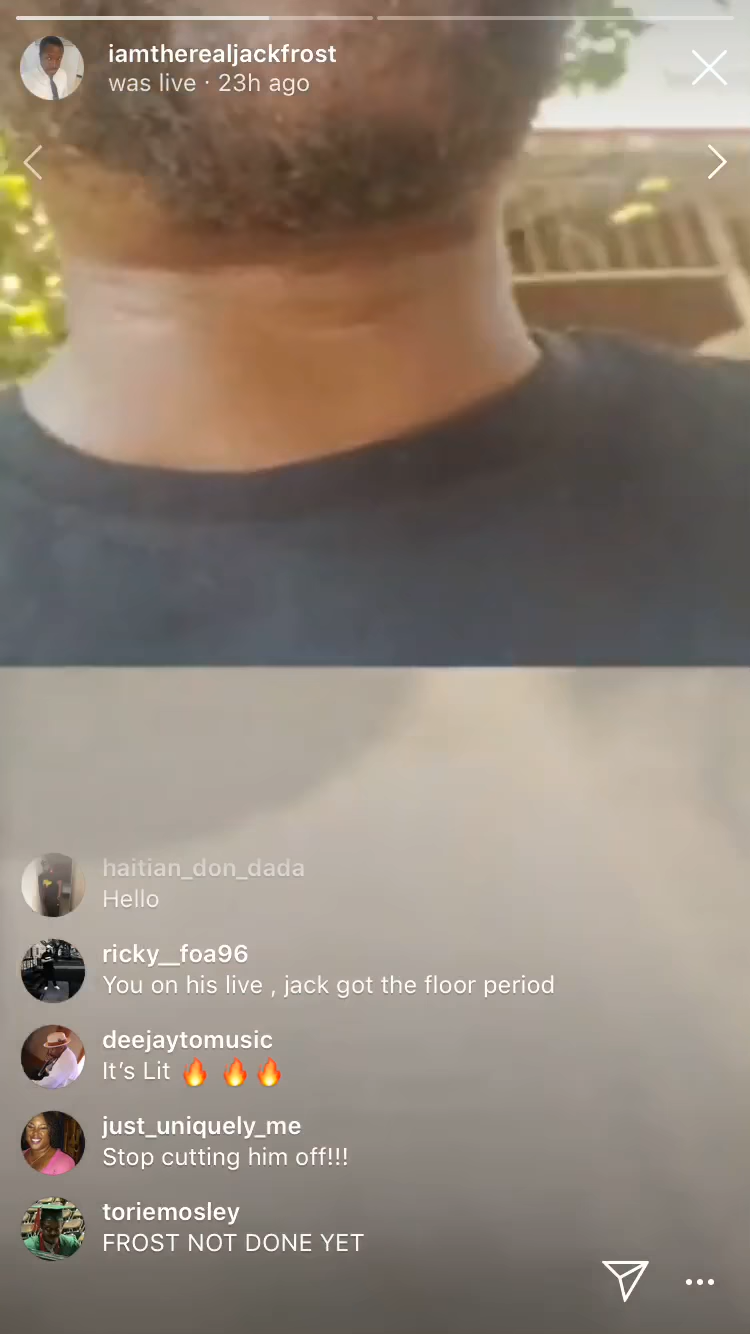 iamtherealjackfrost
was live · 23h ago
haitian_don_dada
Hello
ricky__foa96
You on his live , jack got the floor period
deejaytomusic
It's Lit 🔥 🔥 🔥
just_uniquely_me
Stop cutting him off!!!
toriemosley
FROST NOT DONE YET